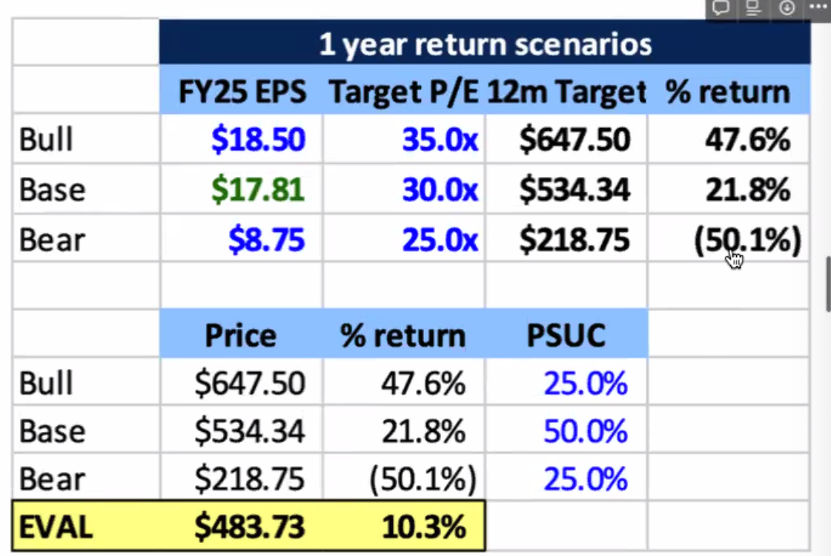 1 year return scenarios
FY25 EPS Target P/E 12m Target % return
Bull $18.50 35.0x $647.50 47.6%
Base $17.81 30.0x $534.34 21.8%
Bear $8.75 25.0x $218.75 (50.1%)
Price % return PSUC
Bull $647.50 47.6% 25.0%
Base $534.34 21.8% 50.0%
Bear $218.75 (50.1%) 25.0%
EVAL $483.73 10.3%